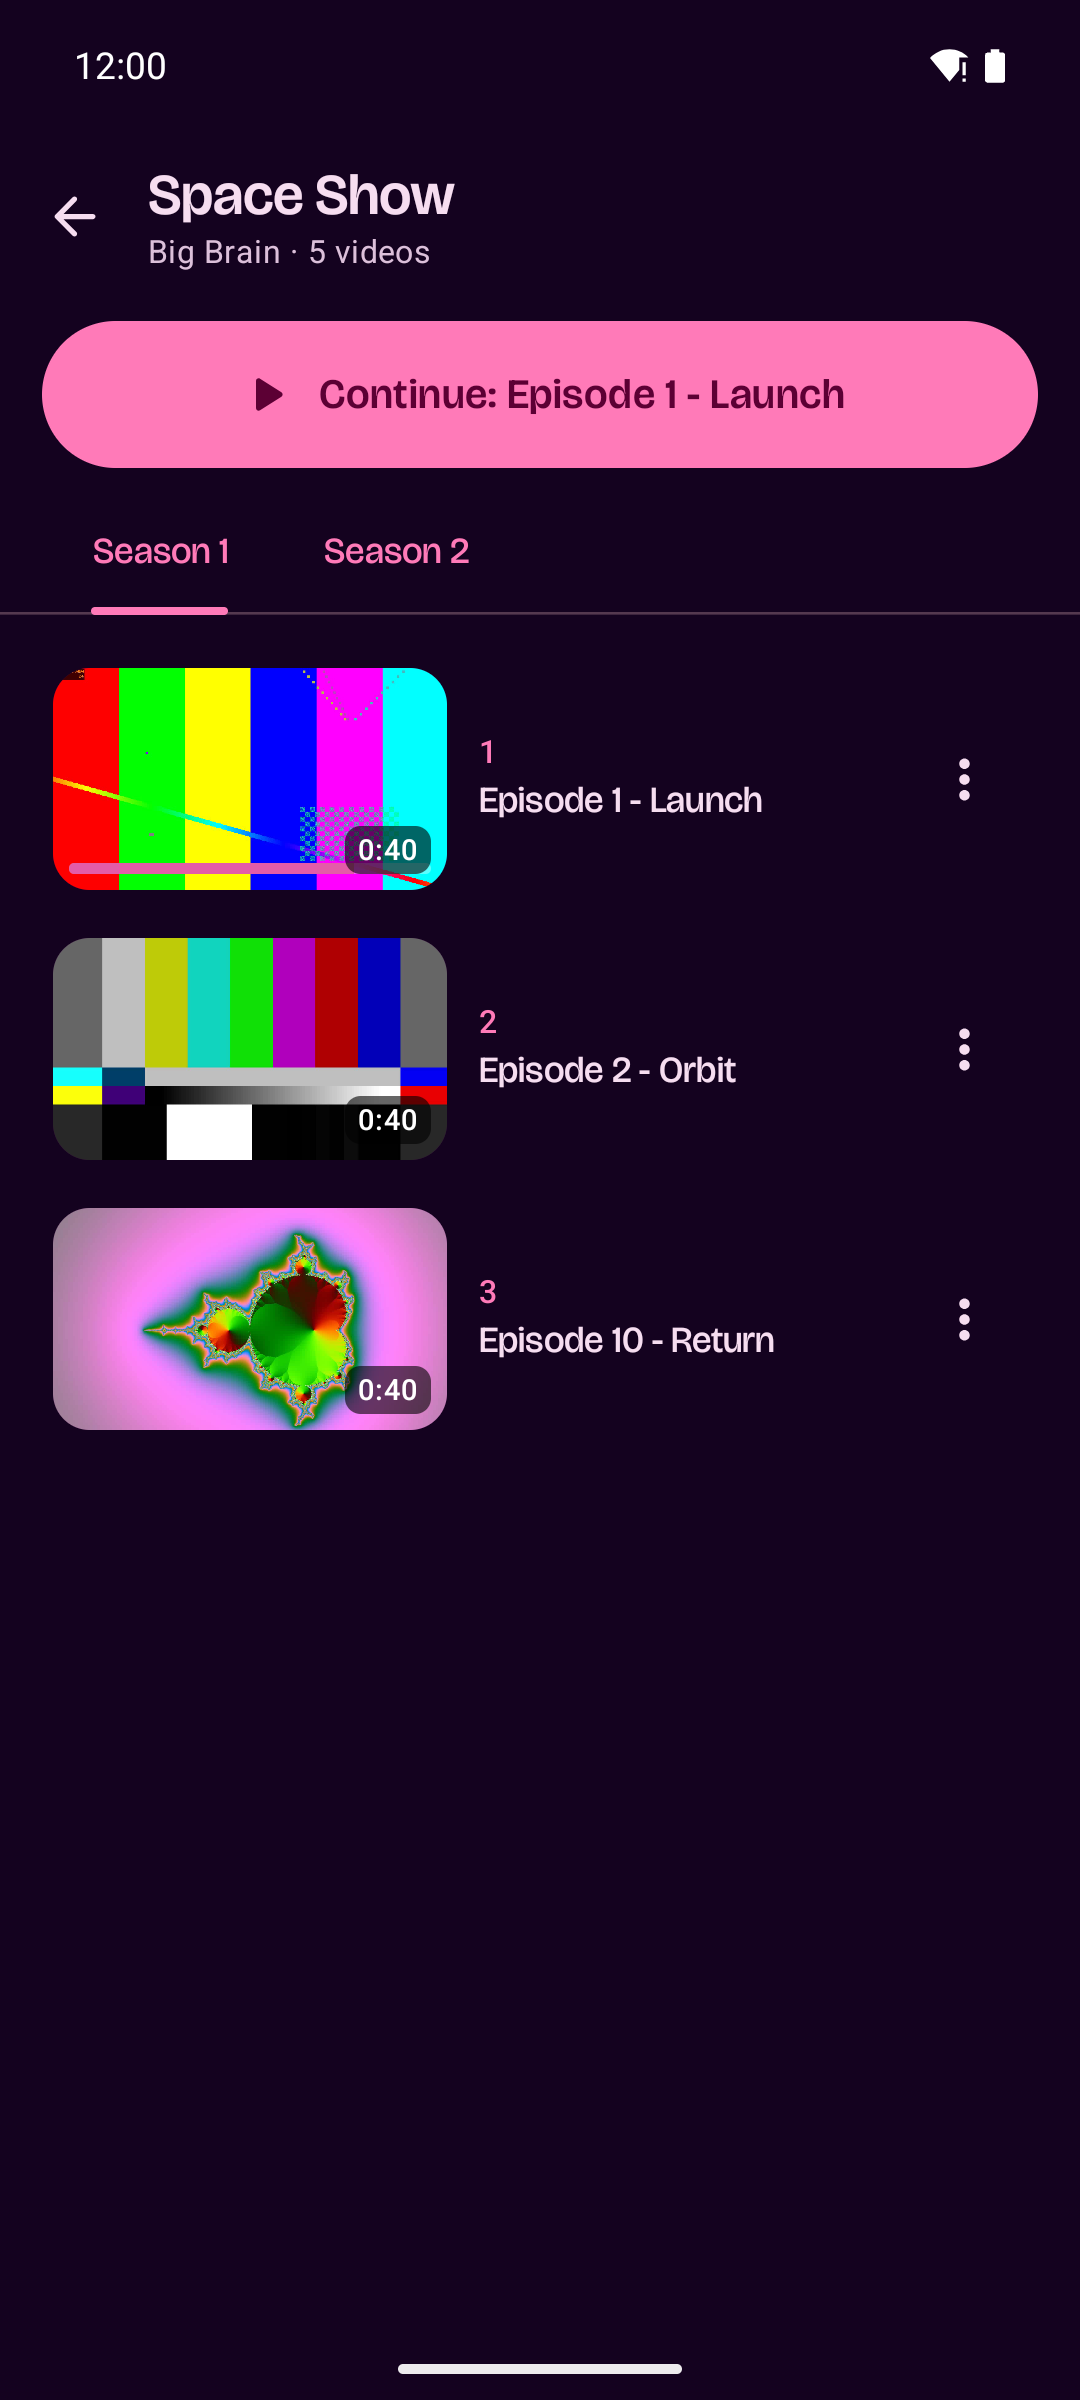 12:00
Space Show
Big Brain · 5 videos
Continue: Episode 1 - Launch
Season 1
Season 2
0:40
1
Episode 1 - Launch
0:40
2
Episode 2 - Orbit
0:40
3
Episode 10 - Return